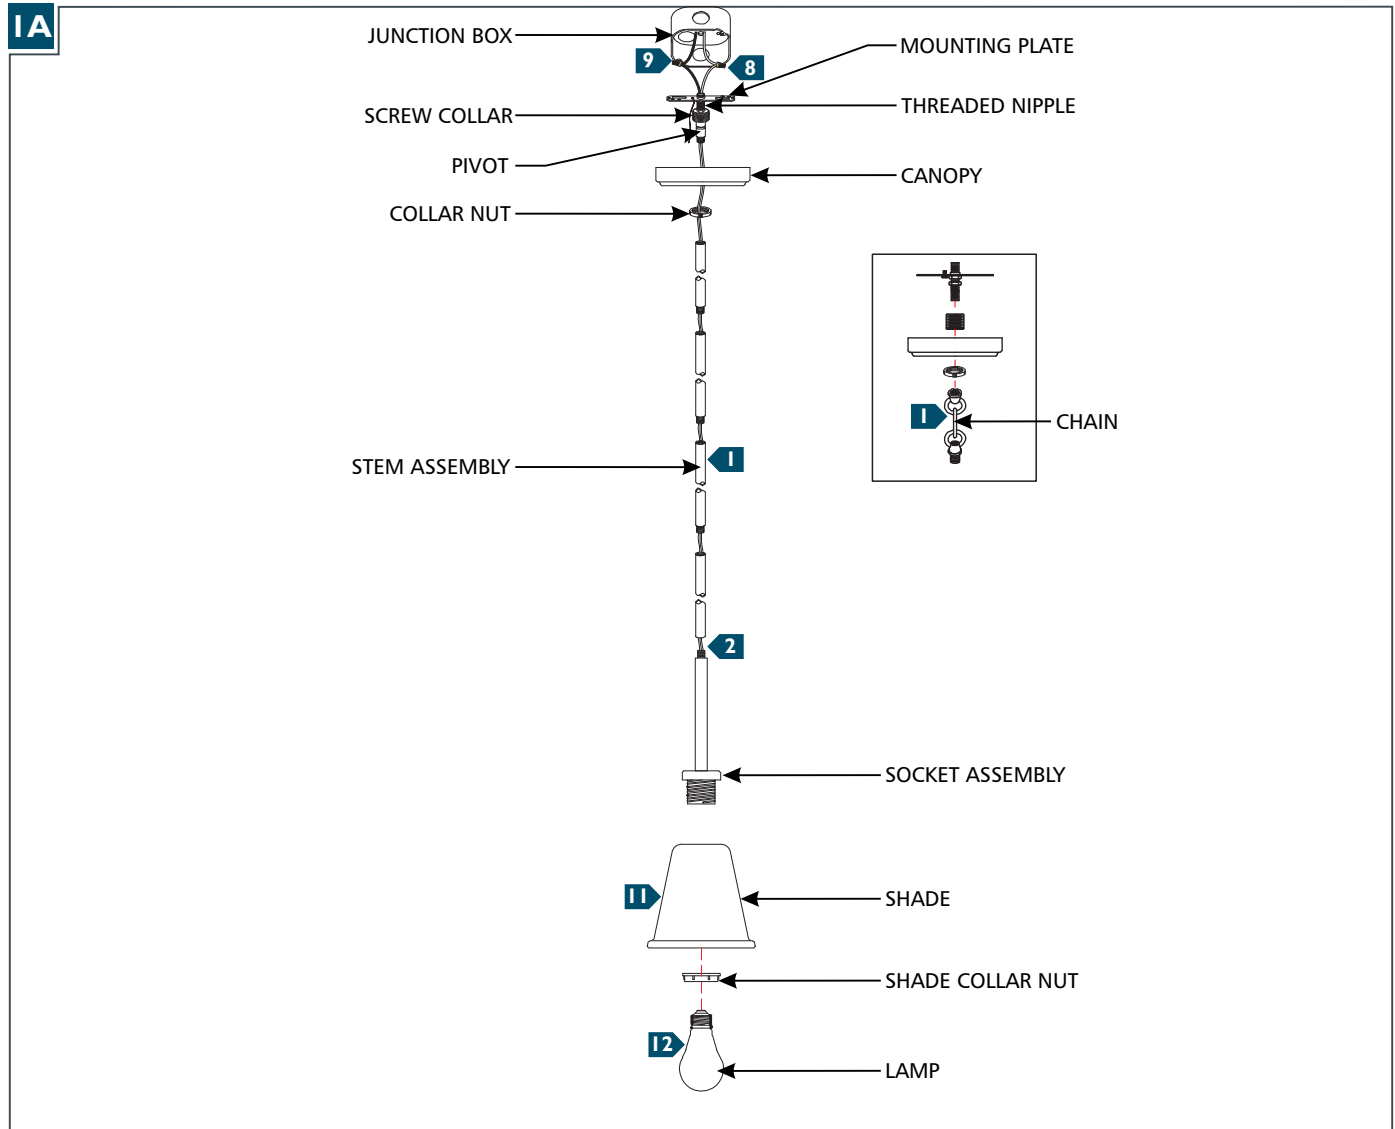 1A
JUNCTION BOX
MOUNTING PLATE
9
8
THREADED NIPPLE
SCREW COLLAR
PIVOT
CANOPY
COLLAR NUT
1
CHAIN
STEM ASSEMBLY
1
2
SOCKET ASSEMBLY
11
SHADE
SHADE COLLAR NUT
12
LAMP